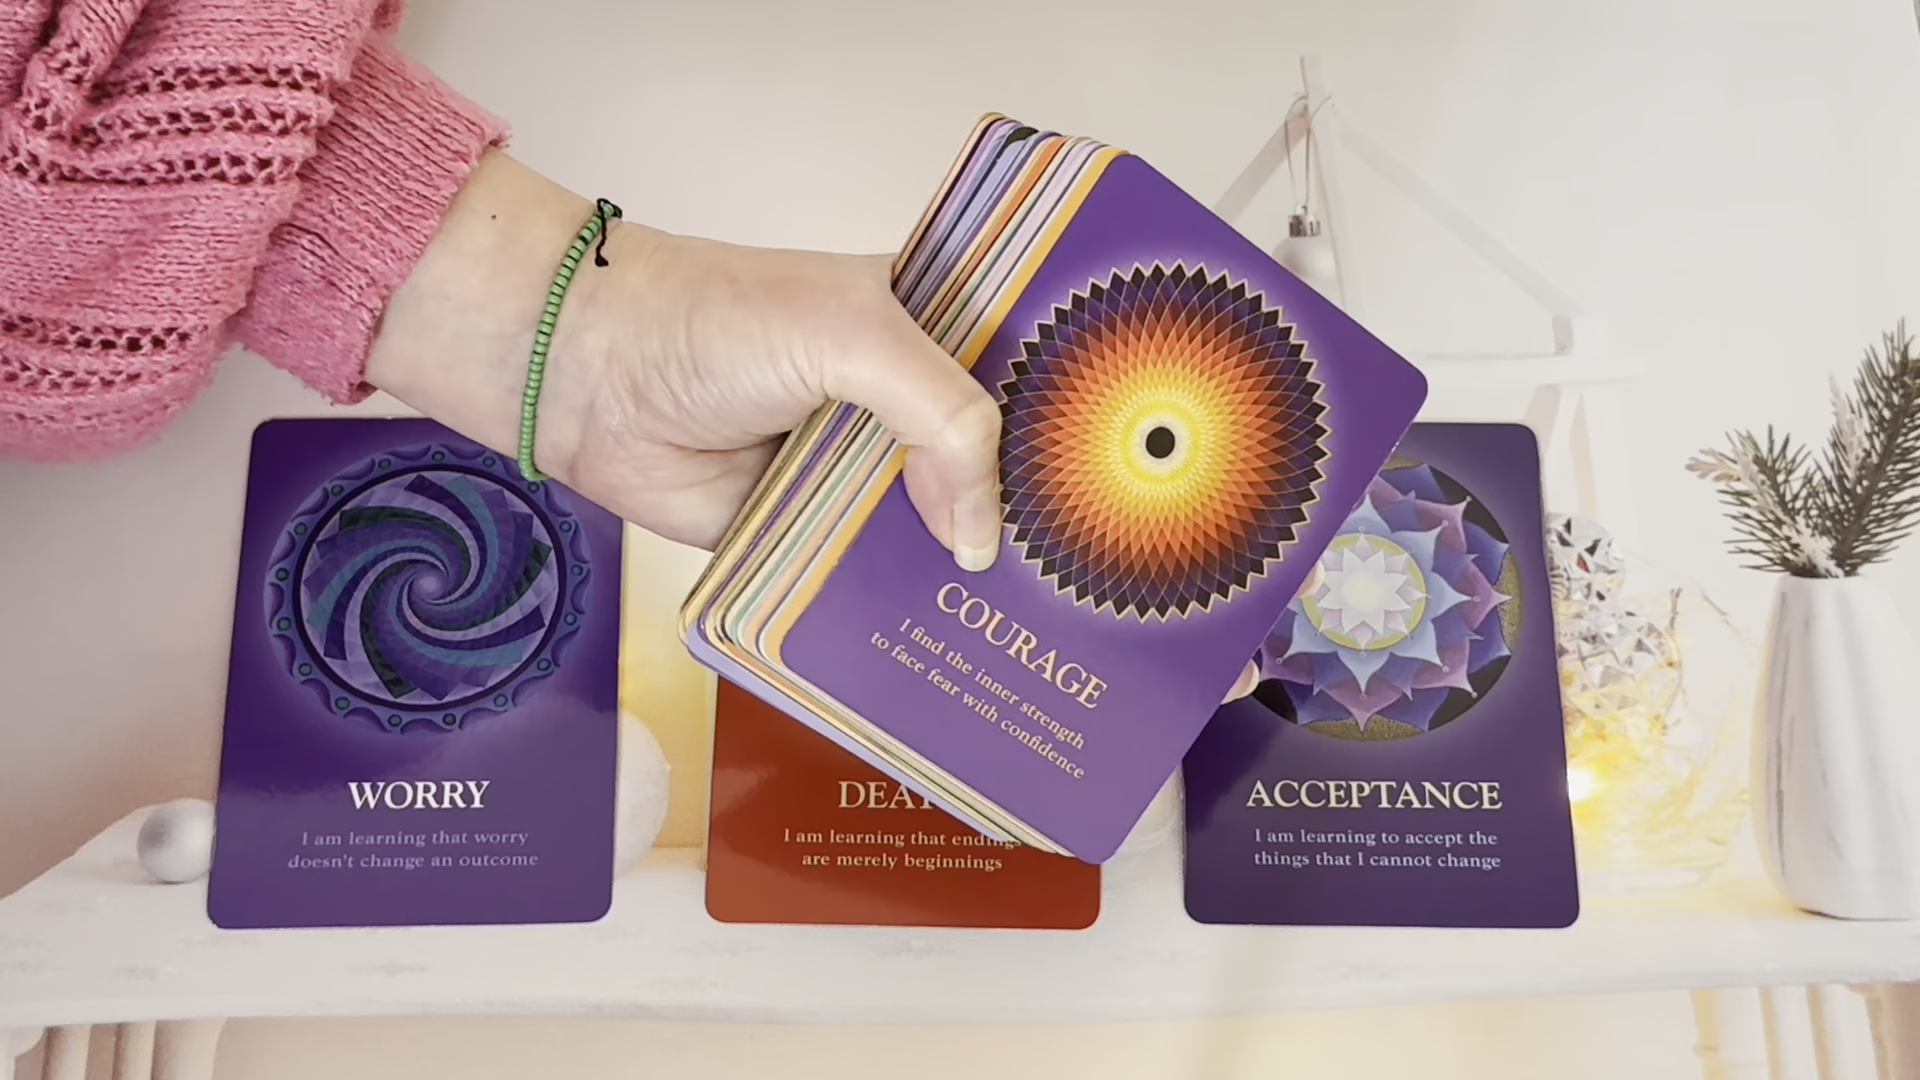 COURAGE
I find the inner strength
to face fear with confidence
WORRY
I am learning that worry
doesn't change an outcome
DEAT
I am learning that endings
are merely beginnings
ACCEPTANCE
I am learning to accept the
things that I cannot change